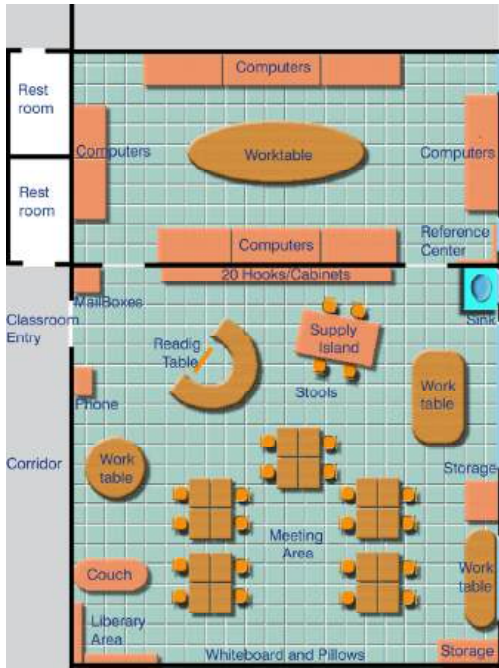 Computers
Rest
room
Computers
Worktable
Computers
Rest
room
Reference
Center
Computers
20 Hooks/Cabinets
MailBoxes
Sink
Classroom
Entry
Readig
Table
Supply
Island
Stools
Phone
Work
table
Corridor
Work
table
Storage
Meeting
Area
Couch
Work
table
Liberary
Area
Whiteboard and Pillows
Storage